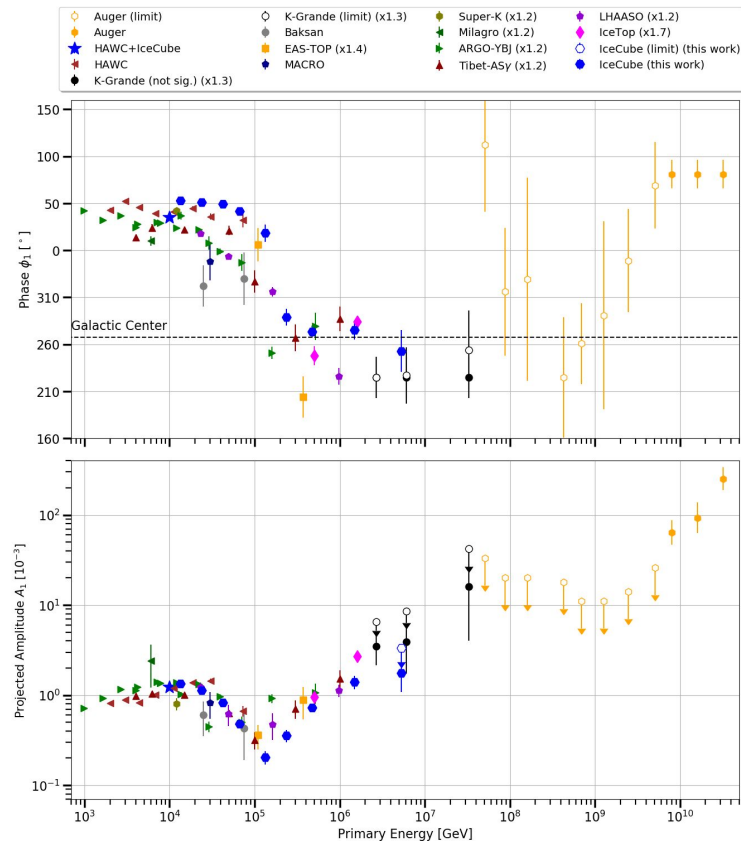 Auger (limit)
Auger
HAWC+IceCube
HAWC
K-Grande (not sig.) (x1.3)
K-Grande (limit) (x1.3)
Baksan
EAS-TOP (x1.4)
MACRO
Super-K (x1.2)
Milagro (x1.2)
ARGO-YBJ (x1.2)
Tibet-ASγ (x1.2)
LHAASO (x1.2)
IceTop (x1.7)
IceCube (limit) (this work)
IceCube (this work)
150
100
50
0
310
260
210
160
Phase ϕ₁ [°]
Galactic Center
10²
10¹
10⁰
10⁻¹
Projected Amplitude A₁ [10⁻³]
10³ 10⁴ 10⁵ 10⁶ 10⁷ 10⁸ 10⁹ 10¹⁰
Primary Energy [GeV]